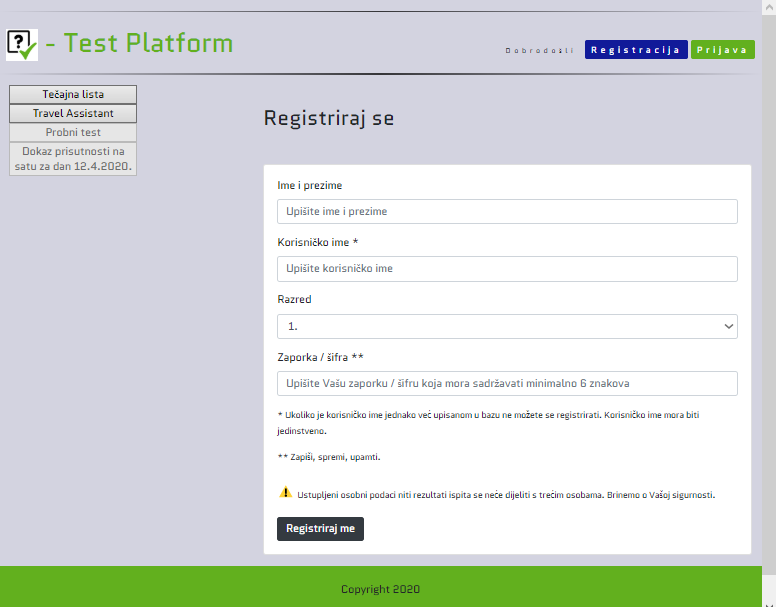 - Test Platform
Dobrodošli
Registracija
Prijava
Tečajna lista
Travel Assistant
Probni test
Dokaz prisutnosti na
satu za dan 12.4.2020.
Registriraj se
Ime i prezime
Upišite ime i prezime
Korisničko ime *
Upišite korisničko ime
Razred
1.
Zaporka / šifra **
Upišite Vašu zaporku / šifru koja mora sadržavati minimalno 6 znakova
* Ukoliko je korisničko ime jednako već upisanom u bazu ne možete se registrirati. Korisničko ime mora biti
jedinstveno.
** Zapiši, spremi, upamti.
Ustupljeni osobni podaci niti rezultati ispita se neće dijeliti s trećim osobama. Brinemo o Vašoj sigurnosti.
Registriraj me
Copyright 2020